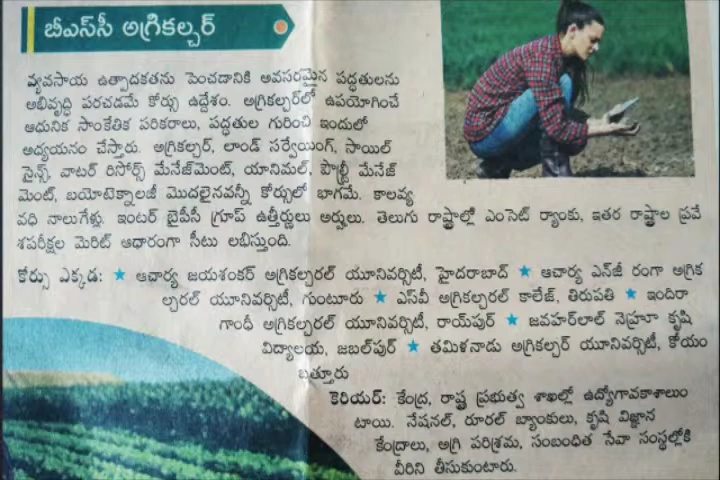 బీఎస్‌సీ అగ్రికల్చర్
వ్యవసాయ ఉత్పాదకతను పెంచడానికి అవసరమైన పద్ధతులను
అభివృద్ధి పరచడమే కోర్సు ఉద్దేశం. అగ్రికల్చర్‌లో ఉపయోగించే
ఆధునిక సాంకేతిక పరికరాలు, పద్ధతుల గురించి ఇందులో
అధ్యయనం చేస్తారు. అగ్రికల్చర్, లాండ్ సర్వేయింగ్, సాయిల్
సైన్స్, వాటర్ రిసోర్స్ మేనేజ్‌మెంట్, యానిమల్, పౌల్ట్రీ మేనేజ్
మెంట్, బయోటెక్నాలజీ మొదలైనవన్నీ కోర్సులో భాగమే. కాలవ్య
వధి నాలుగేళ్లు. ఇంటర్ బైపీసీ గ్రూప్ ఉత్తీర్ణులు అర్హులు. తెలుగు రాష్ట్రాల్లో ఎంసెట్ ర్యాంకు, ఇతర రాష్ట్రాల ప్రవే
శపరీక్షల మెరిట్ ఆధారంగా సీటు లభిస్తుంది.
కోర్సు ఎక్కడ: ★ ఆచార్య జయశంకర్ అగ్రికల్చరల్ యూనివర్సిటీ, హైదరాబాద్ ★ ఆచార్య ఎన్‌జీ రంగా అగ్రిక
ల్చరల్ యూనివర్సిటీ, గుంటూరు ★ ఎస్‌వీ అగ్రికల్చరల్ కాలేజ్, తిరుపతి ★ ఇందిరా
గాంధీ అగ్రికల్చరల్ యూనివర్సిటీ, రాయ్‌పుర్ ★ జవహర్‌లాల్ నెహ్రూ కృషి
విద్యాలయ, జబల్‌పుర్ ★ తమిళనాడు అగ్రికల్చర్ యూనివర్సిటీ, కోయం
బత్తూరు
కెరియర్: కేంద్ర, రాష్ట్ర ప్రభుత్వ శాఖల్లో ఉద్యోగావకాశాలుం
టాయి. నేషనల్, రూరల్ బ్యాంకులు, కృషి విజ్ఞాన
కేంద్రాలు, అగ్రి పరిశ్రమ, సంబంధిత సేవా సంస్థల్లోకి
వీరిని తీసుకుంటారు.